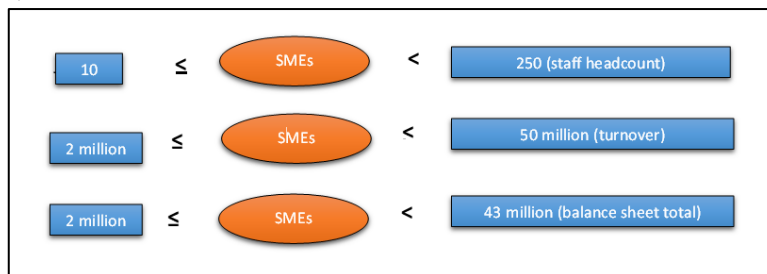 10 ≤ SMEs < 250 (staff headcount)
2 million ≤ SMEs < 50 million (turnover)
2 million ≤ SMEs < 43 million (balance sheet total)